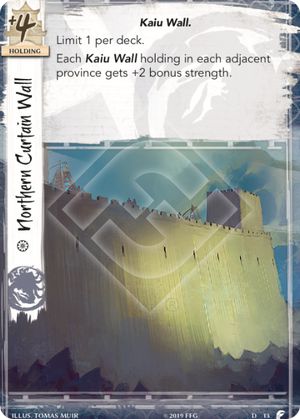 +4
HOLDING
Kaiu Wall.
Limit 1 per deck.
Each Kaiu Wall holding in each adjacent
province gets +2 bonus strength.
Northern Curtain Wall
ILLUS. TOMAS MUIR
©2019 FFG
D 13